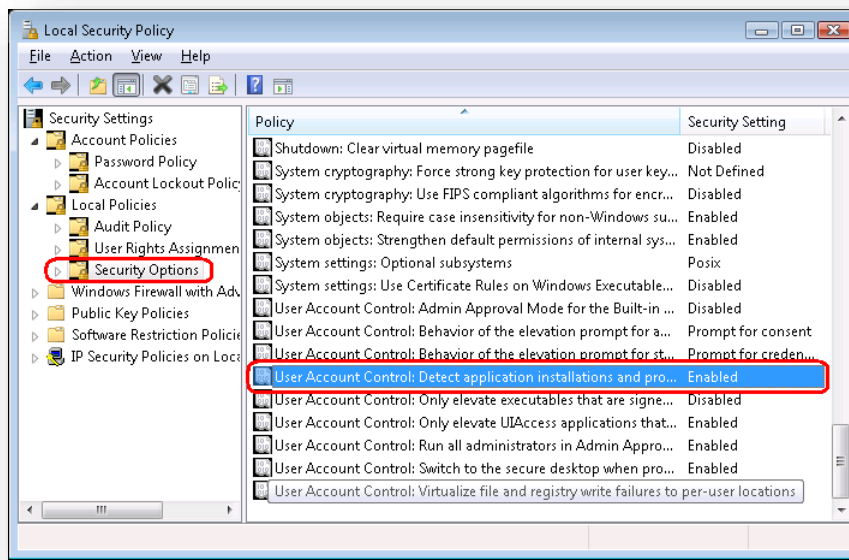 Local Security Policy
File Action View Help
Security Settings
Account Policies
Password Policy
Account Lockout Polic
Local Policies
Audit Policy
User Rights Assignmen
Security Options
Windows Firewall with Adv
Public Key Policies
Software Restriction Policie
IP Security Policies on Loca
Policy Security Setting
Shutdown: Clear virtual memory pagefile Disabled
System cryptography: Force strong key protection for user key... Not Defined
System cryptography: Use FIPS compliant algorithms for encr... Disabled
System objects: Require case insensitivity for non-Windows su... Enabled
System objects: Strengthen default permissions of internal sys... Enabled
System settings: Optional subsystems Posix
System settings: Use Certificate Rules on Windows Executable... Disabled
User Account Control: Admin Approval Mode for the Built-in ... Disabled
User Account Control: Behavior of the elevation prompt for a... Prompt for consent
User Account Control: Behavior of the elevation prompt for st... Prompt for creden...
User Account Control: Detect application installations and pro... Enabled
User Account Control: Only elevate executables that are signe... Disabled
User Account Control: Only elevate UIAccess applications that... Enabled
User Account Control: Run all administrators in Admin Appro... Enabled
User Account Control: Switch to the secure desktop when pro... Enabled
User Account Control: Virtualize file and registry write failures to per-user locations